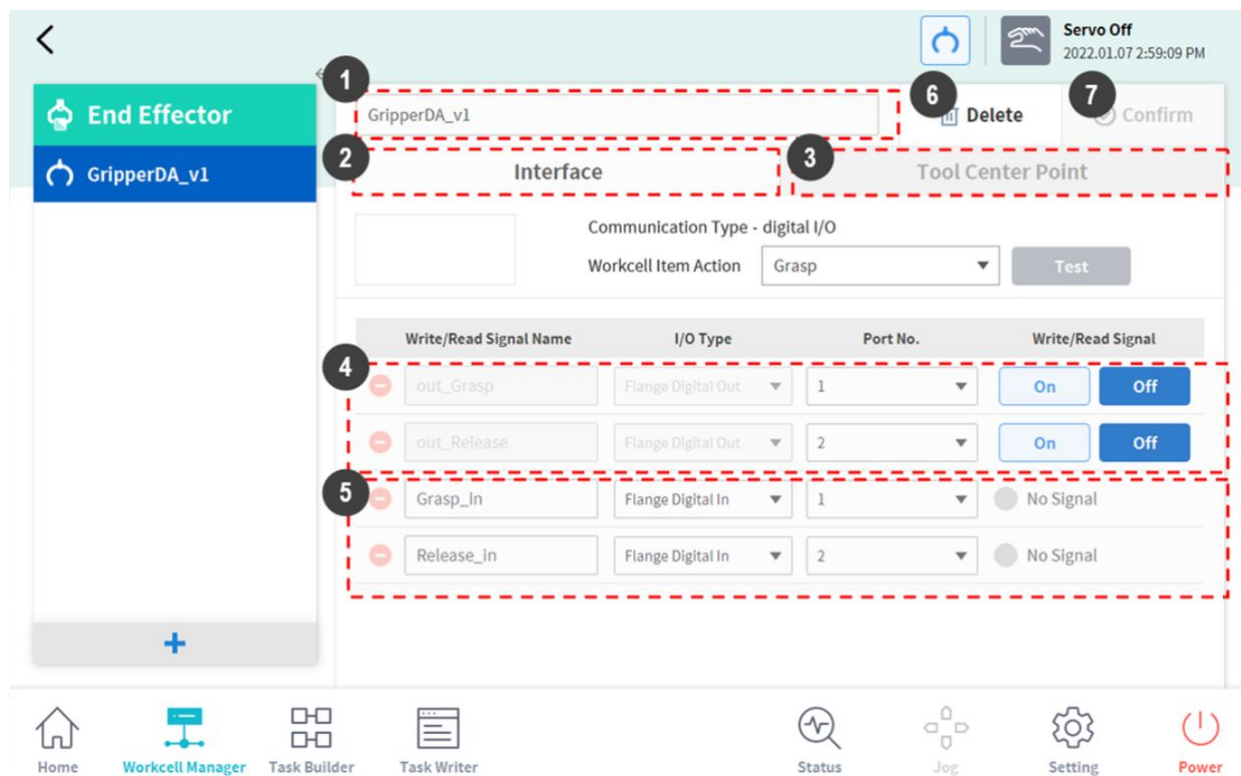 Servo Off
2022.01.07 2:59:09 PM
End Effector
GripperDA_v1
1
GripperDA_v1
6
Delete
7
Confirm
2
Interface
3
Tool Center Point
Communication Type - digital I/O
Workcell Item Action
Grasp
Test
Write/Read Signal Name I/O Type Port No. Write/Read Signal
4
out_Grasp Flange Digital Out 1 On Off
out_Release Flange Digital Out 2 On Off
5
Grasp_in Flange Digital In 1 No Signal
Release_in Flange Digital In 2 No Signal
+
Home Workcell Manager Task Builder Task Writer Status Jog Setting Power